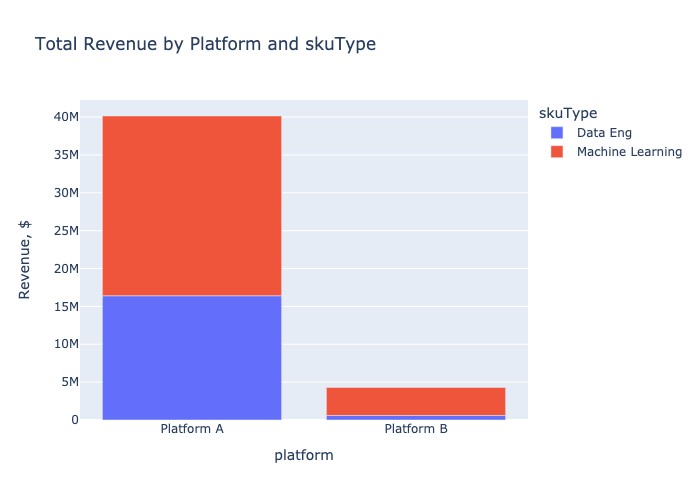 Total Revenue by Platform and skuType
skuType
Data Eng
Machine Learning
40M
35M
30M
25M
20M
15M
10M
5M
0
Revenue, $
Platform A
Platform B
platform